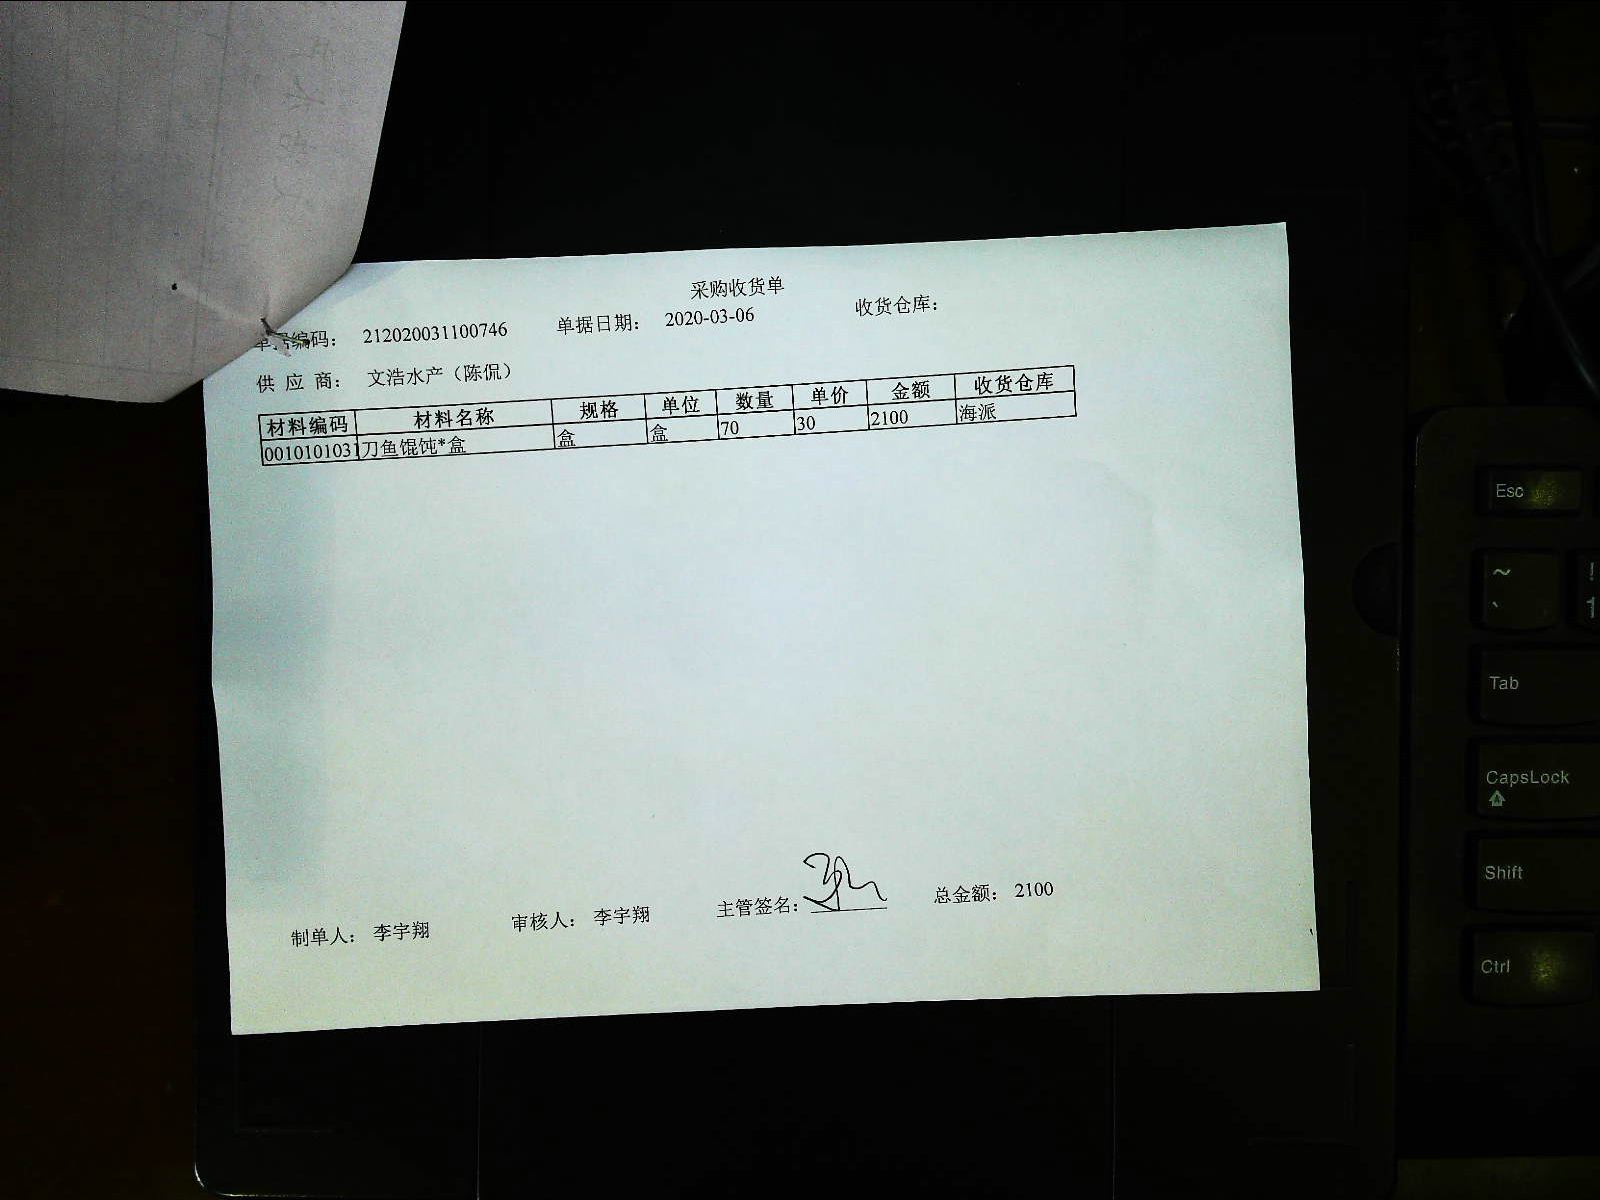 采购收货单
单据编码： 212020031100746 单据日期： 2020-03-06 收货仓库：
供 应 商： 文浩水产（陈侃）
材料编码 材料名称 规格 单位 数量 单价 金额 收货仓库
0010101031 刀鱼馄饨*盒 盒 盒 70 30 2100 海派
制单人： 李宇翔 审核人： 李宇翔 主管签名： 总金额： 2100
Esc
~ !
` 1
Tab
CapsLock
Shift
Ctrl